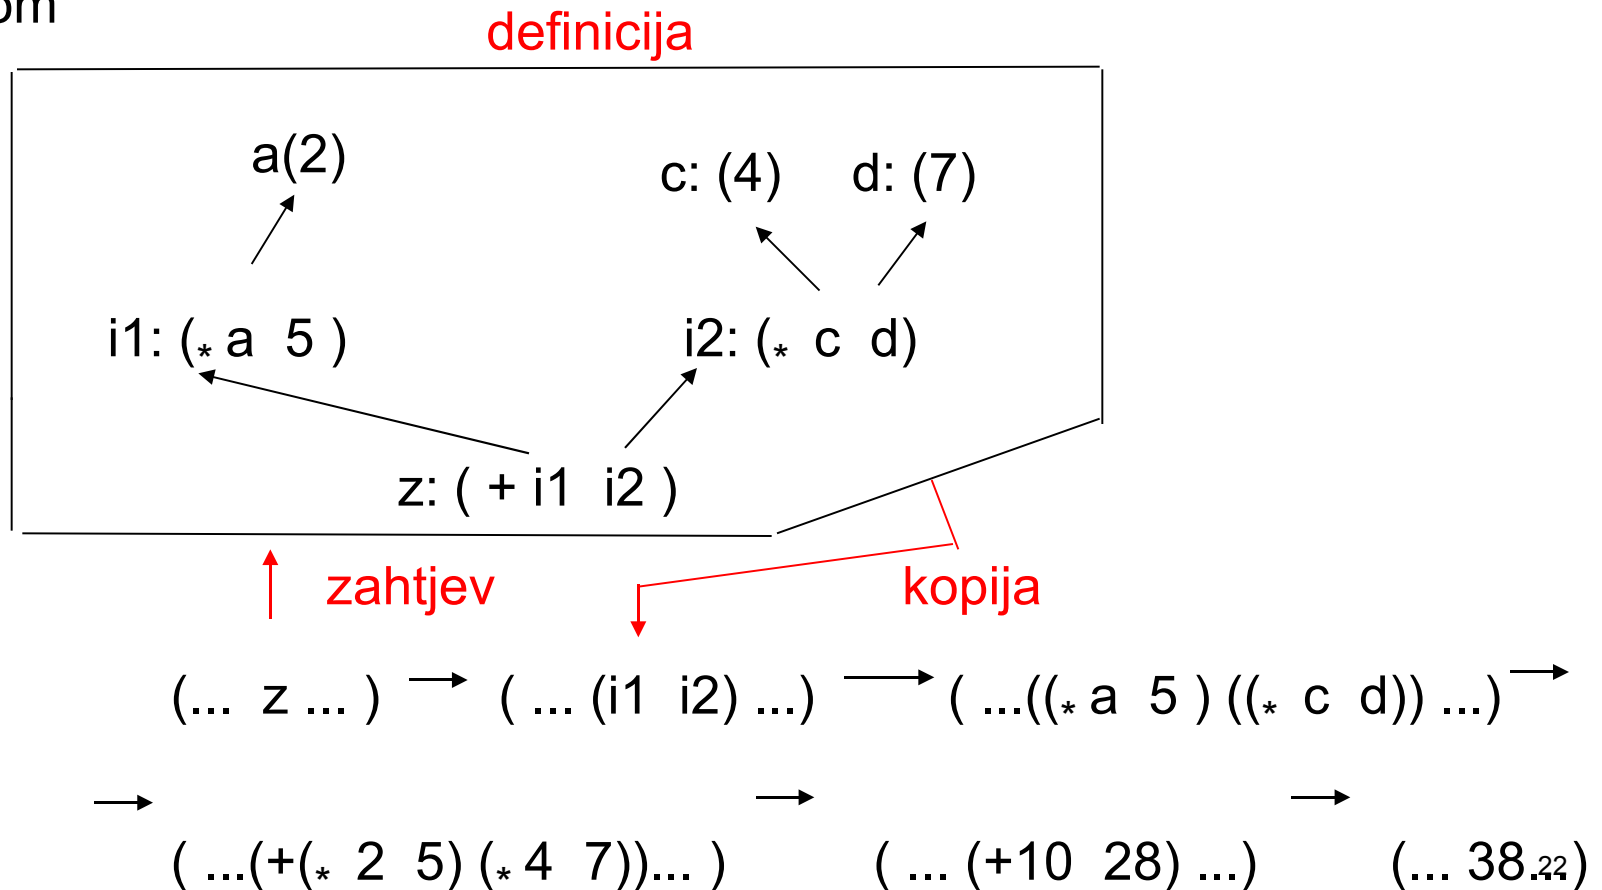 om
definicija
a(2)
c: (4) d: (7)
i1: (* a 5 )
i2: (* c d)
z: ( + i1 i2 )
zahtjev
kopija
(... z ... ) ( ... (i1 i2) ...) ( ...((* a 5 ) ((* c d)) ...)
( ...(+(* 2 5) (* 4 7))... ) ( ... (+10 28) ...) (... 38...)
22